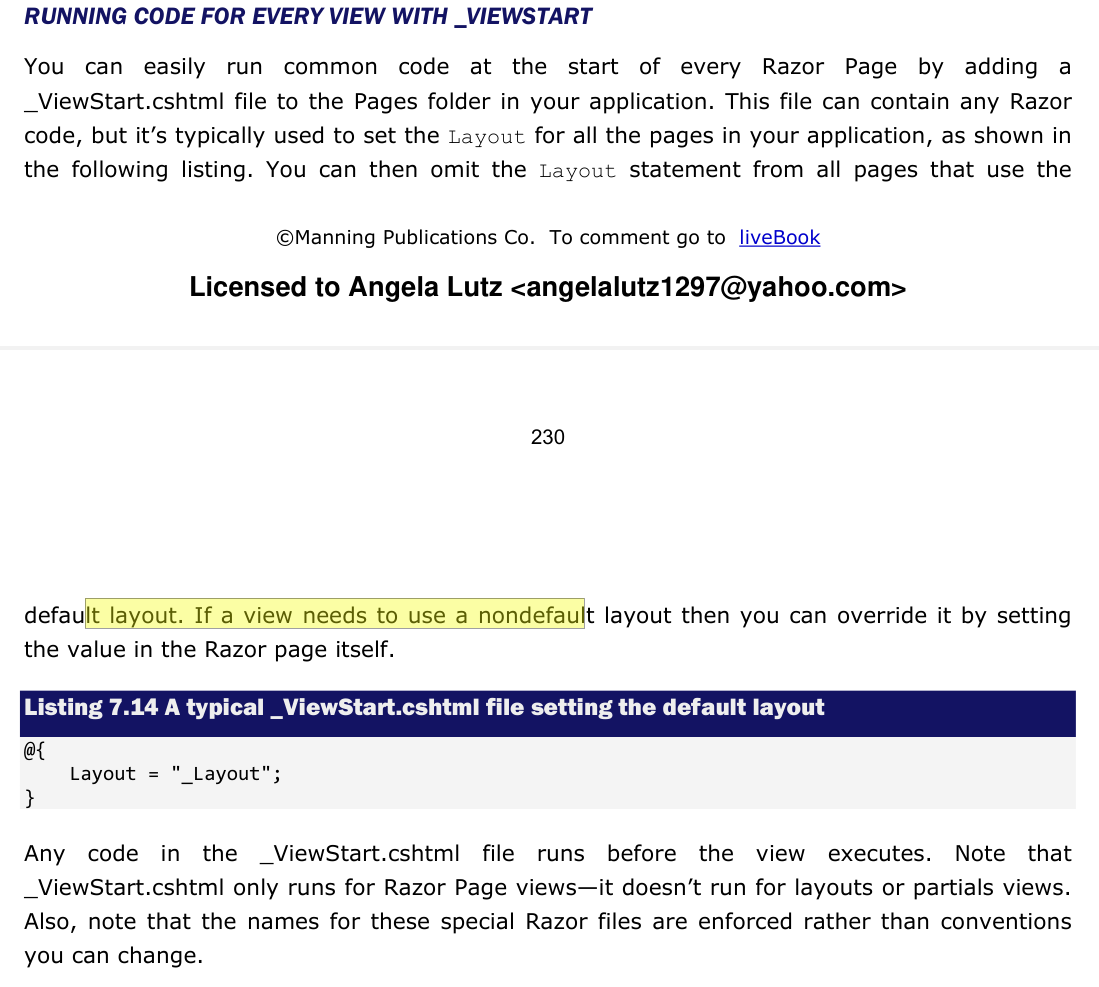 RUNNING CODE FOR EVERY VIEW WITH _VIEWSTART
You can easily run common code at the start of every Razor Page by adding a
_ViewStart.cshtml file to the Pages folder in your application. This file can contain any Razor
code, but it’s typically used to set the Layout for all the pages in your application, as shown in
the following listing. You can then omit the Layout statement from all pages that use the
©Manning Publications Co. To comment go to liveBook
Licensed to Angela Lutz <angelalutz1297@yahoo.com>
230
default layout. If a view needs to use a nondefault layout then you can override it by setting
the value in the Razor page itself.
Listing 7.14 A typical _ViewStart.cshtml file setting the default layout
@{
    Layout = "_Layout";
}
Any code in the _ViewStart.cshtml file runs before the view executes. Note that
_ViewStart.cshtml only runs for Razor Page views—it doesn’t run for layouts or partials views.
Also, note that the names for these special Razor files are enforced rather than conventions
you can change.